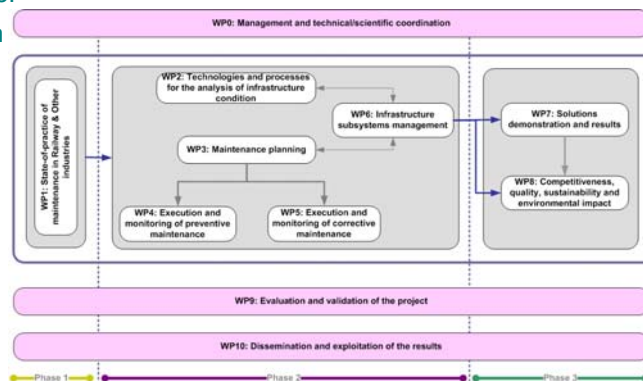 WP0: Management and technical/scientific coordination
WP1: State-of-practice of
maintenance in Railway & Other
industries
WP2: Technologies and processes
for the analysis of infrastructure
condition
WP6: Infrastructure
subsystems management
WP3: Maintenance planning
WP4: Execution and
monitoring of preventive
maintenance
WP5: Execution and
monitoring of corrective
maintenance
WP7: Solutions
demonstration and results
WP8: Competitiveness,
quality, sustainability and
environmental impact
WP9: Evaluation and validation of the project
WP10: Dissemination and exploitation of the results
Phase 1
Phase 2
Phase 3